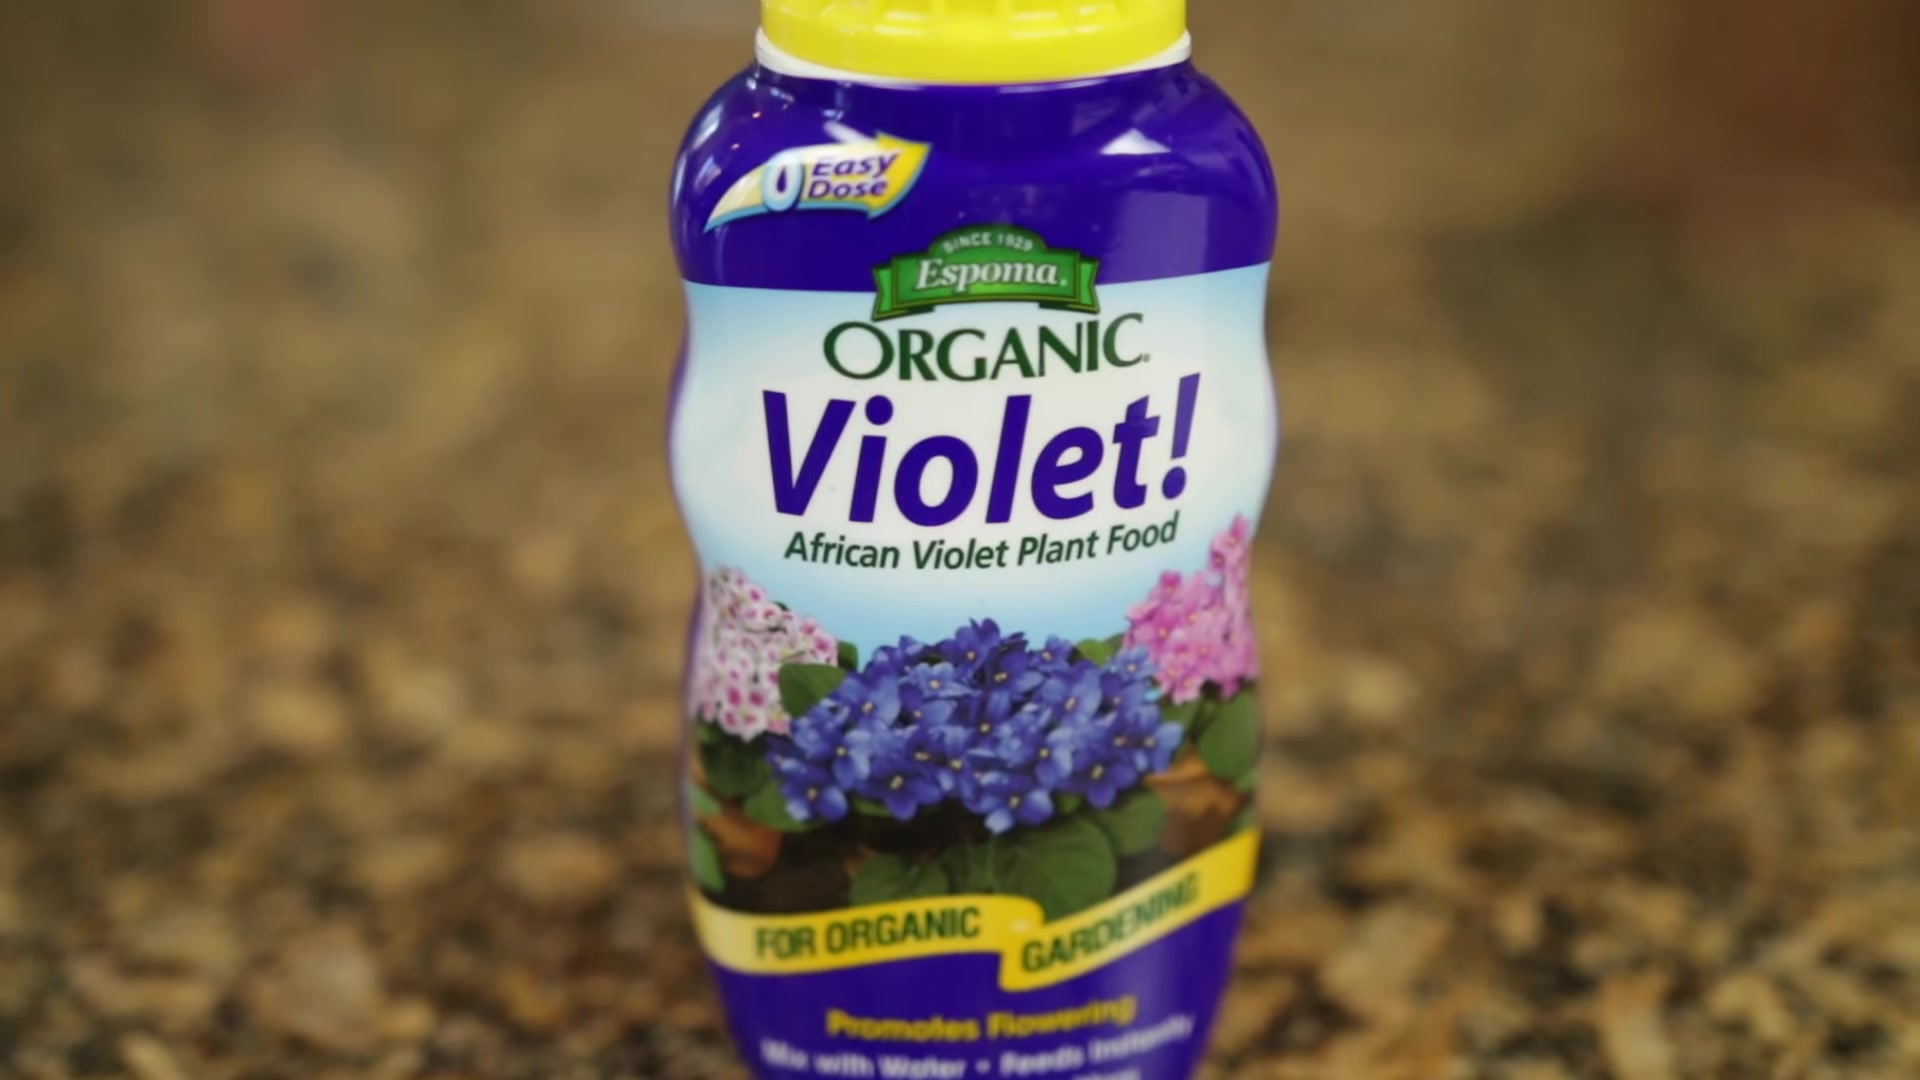 Easy
Dose
SINCE 1929
Espoma®
ORGANIC®
Violet!
African Violet Plant Food
FOR ORGANIC GARDENING
Promotes Flowering
Mix with Water • Feeds Instantly